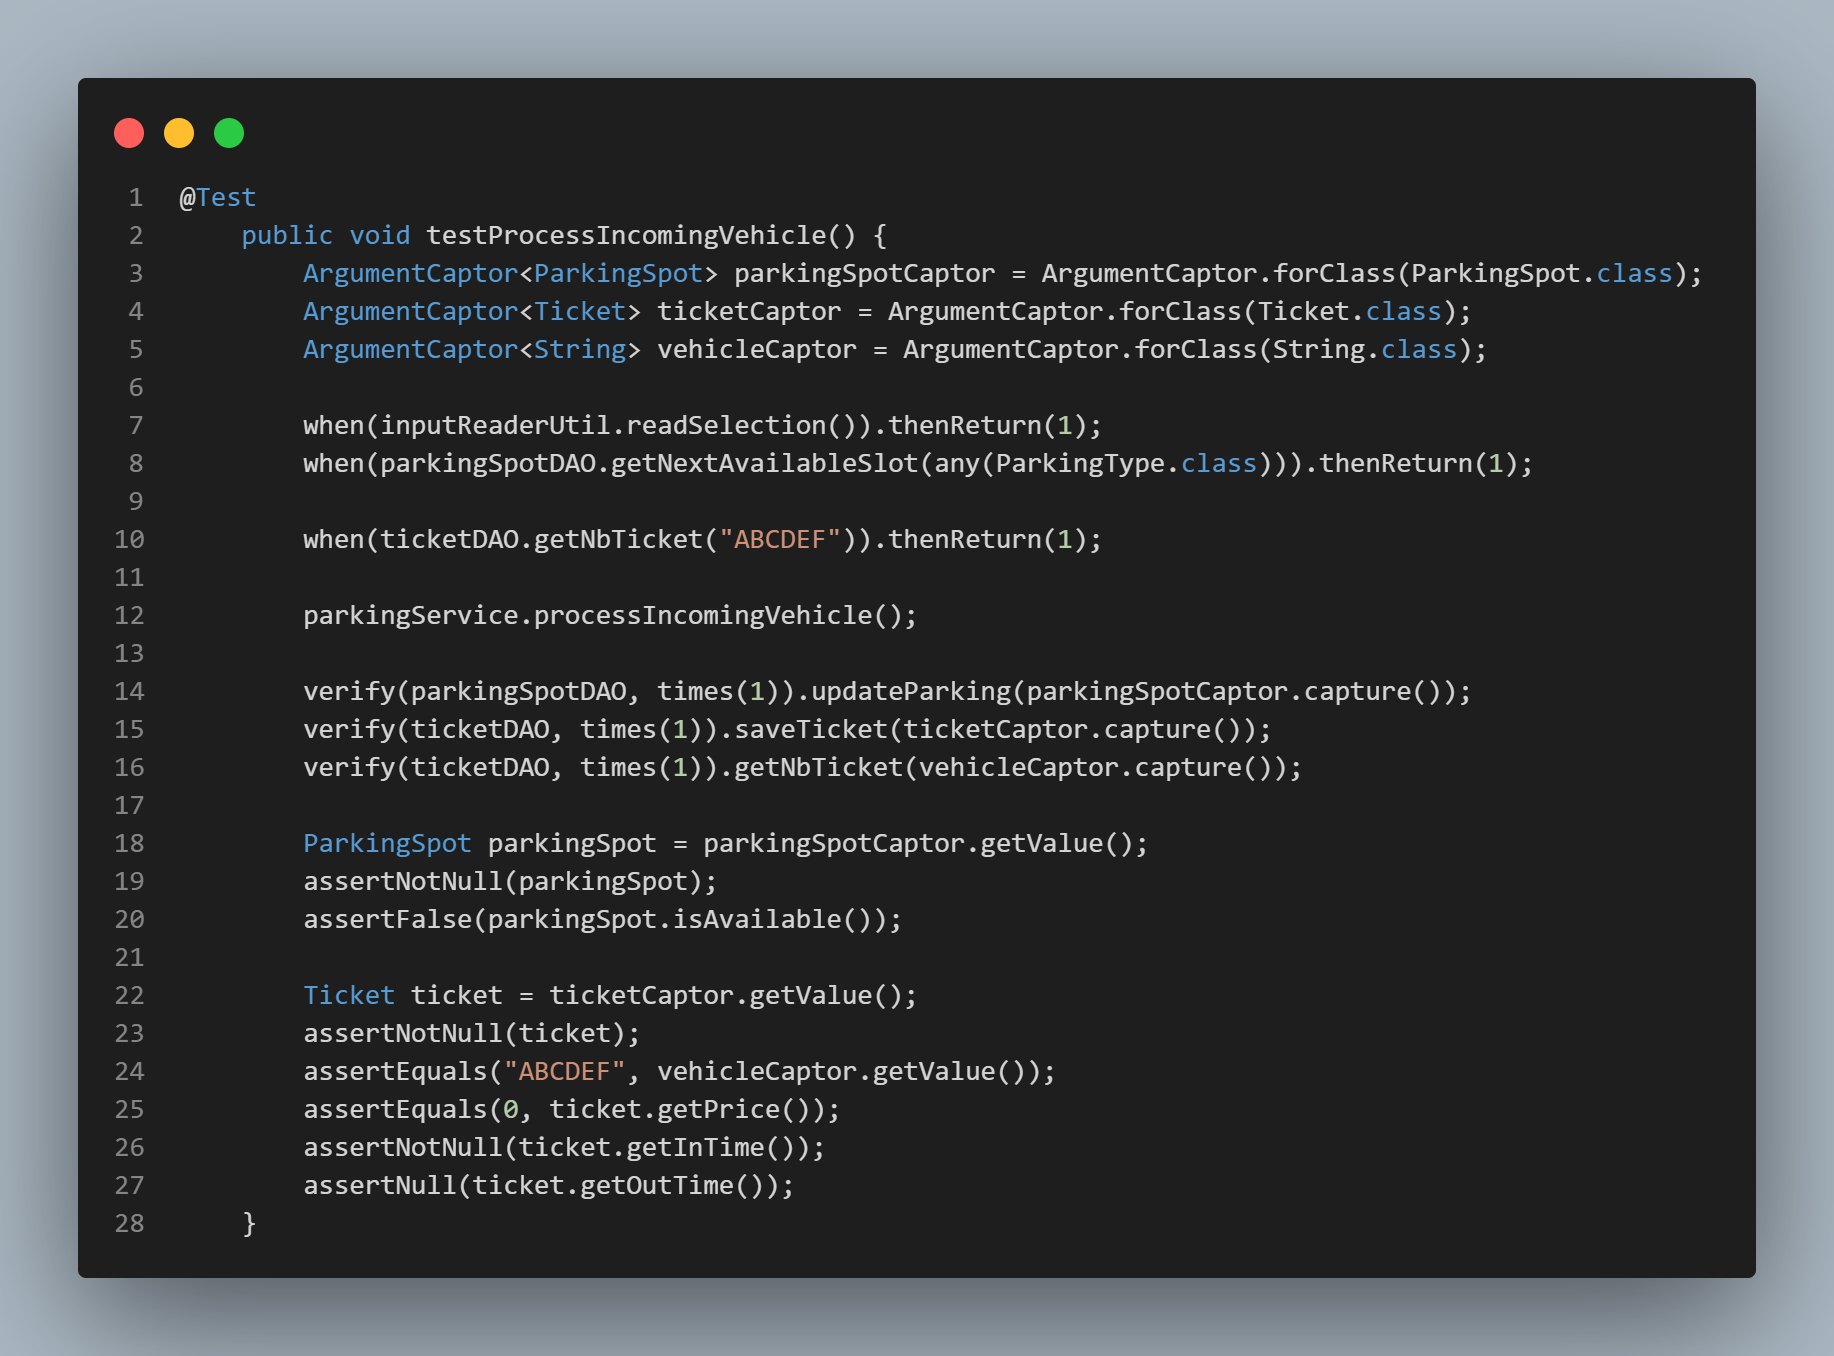 1 @Test
2     public void testProcessIncomingVehicle() {
3         ArgumentCaptor<ParkingSpot> parkingSpotCaptor = ArgumentCaptor.forClass(ParkingSpot.class);
4         ArgumentCaptor<Ticket> ticketCaptor = ArgumentCaptor.forClass(Ticket.class);
5         ArgumentCaptor<String> vehicleCaptor = ArgumentCaptor.forClass(String.class);
6
7         when(inputReaderUtil.readSelection()).thenReturn(1);
8         when(parkingSpotDAO.getNextAvailableSlot(any(ParkingType.class))).thenReturn(1);
9
10         when(ticketDAO.getNbTicket("ABCDEF")).thenReturn(1);
11
12         parkingService.processIncomingVehicle();
13
14         verify(parkingSpotDAO, times(1)).updateParking(parkingSpotCaptor.capture());
15         verify(ticketDAO, times(1)).saveTicket(ticketCaptor.capture());
16         verify(ticketDAO, times(1)).getNbTicket(vehicleCaptor.capture());
17
18         ParkingSpot parkingSpot = parkingSpotCaptor.getValue();
19         assertNotNull(parkingSpot);
20         assertFalse(parkingSpot.isAvailable());
21
22         Ticket ticket = ticketCaptor.getValue();
23         assertNotNull(ticket);
24         assertEquals("ABCDEF", vehicleCaptor.getValue());
25         assertEquals(0, ticket.getPrice());
26         assertNotNull(ticket.getInTime());
27         assertNull(ticket.getOutTime());
28     }